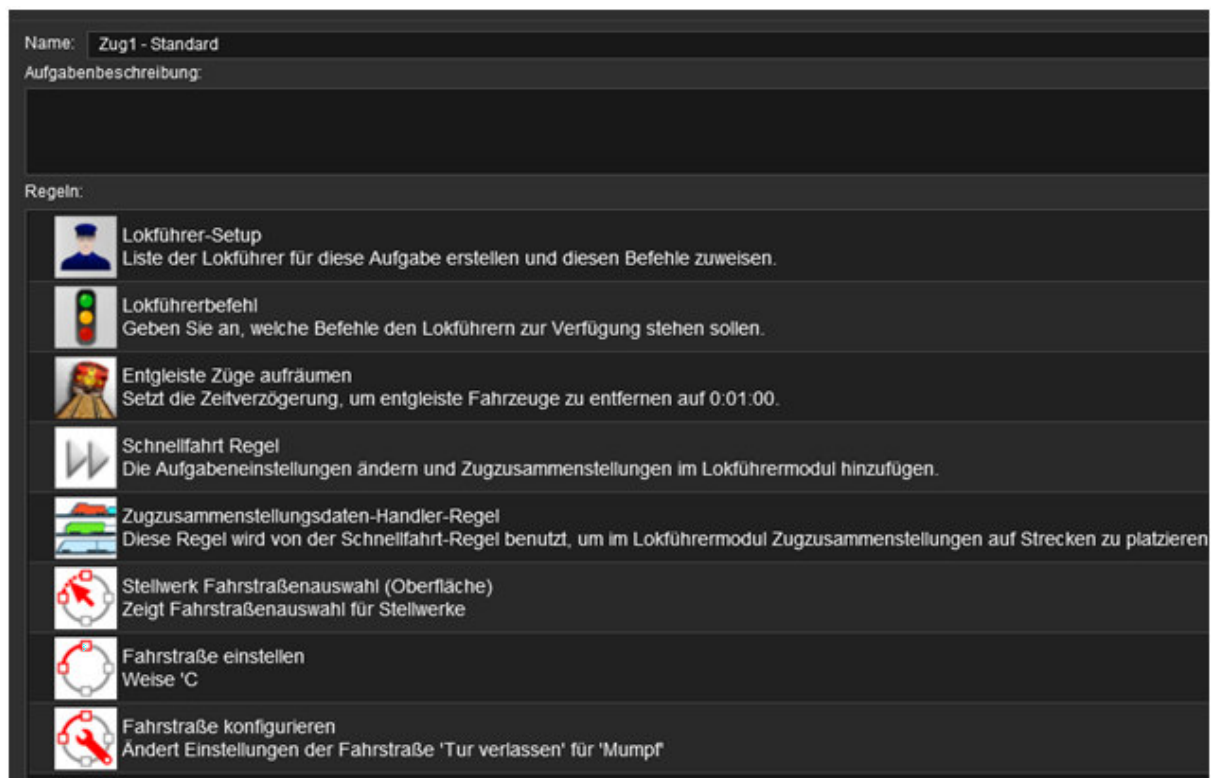 Name: Zug1 - Standard
Aufgabenbeschreibung:
Regeln:
Lokführer-Setup
Liste der Lokführer für diese Aufgabe erstellen und diesen Befehle zuweisen.
Lokführerbefehl
Geben Sie an, welche Befehle den Lokführern zur Verfügung stehen sollen.
Entgleiste Züge aufräumen
Setzt die Zeitverzögerung, um entgleiste Fahrzeuge zu entfernen auf 0:01:00.
Schnellfahrt Regel
Die Aufgabeneinstellungen ändern und Zugzusammenstellungen im Lokführermodul hinzufügen.
Zugzusammenstellungsdaten-Handler-Regel
Diese Regel wird von der Schnellfahrt-Regel benutzt, um im Lokführermodul Zugzusammenstellungen auf Strecken zu platzieren
Stellwerk Fahrstraßenauswahl (Oberfläche)
Zeigt Fahrstraßenauswahl für Stellwerke
Fahrstraße einstellen
Weise 'C
Fahrstraße konfigurieren
Ändert Einstellungen der Fahrstraße 'Tur verlassen' für 'Mumpf'